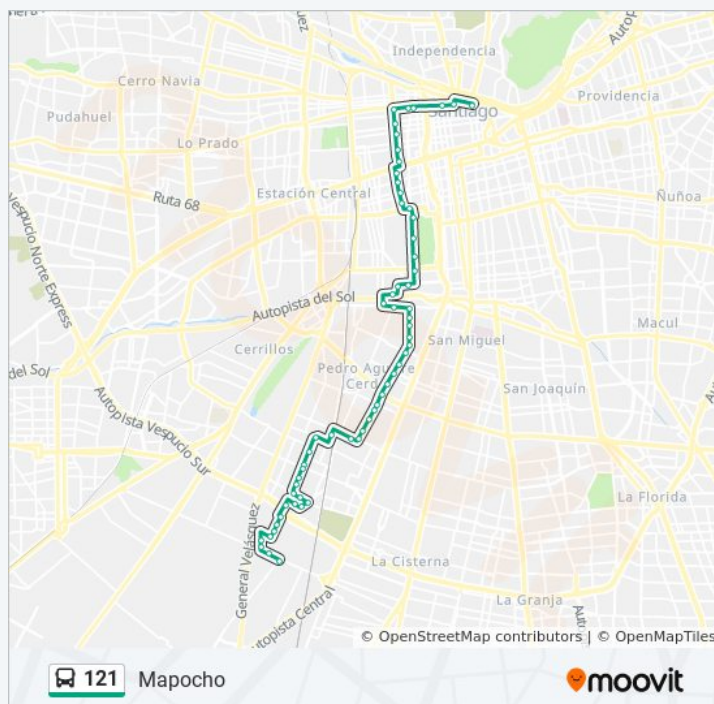 Independencia
Autopista
Cerro Navia
Providencia
Pudahuel
Santiago
Lo Prado
Estación Central
Ñuñoa
Ruta 68
Vespucio Norte Express
Autopista del Sol
Macul
Cerrillos
San Miguel
del Sol
Pedro Aguirre
Cerda
San Joaquín
Autopista Vespucio Sur
La Florida
General Velásquez
La Cisterna
La Granja
Autopista Central
© OpenStreetMap contributors | © OpenMapTiles
121 Mapocho
moovit